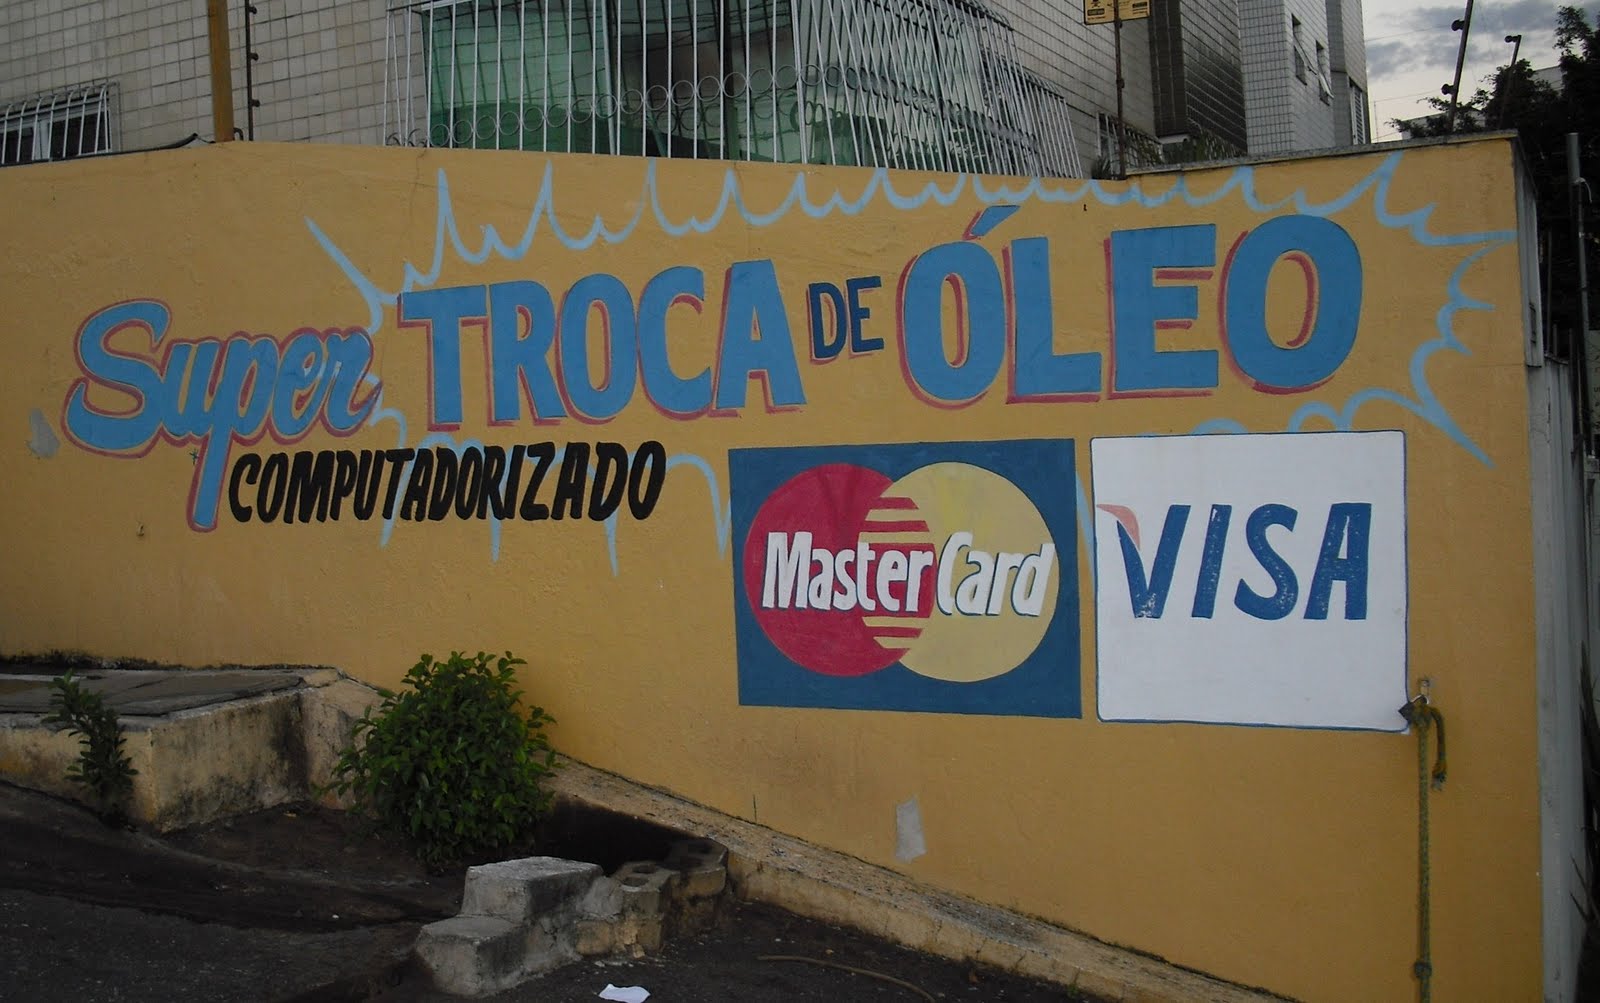 Super TROCA DE ÓLEO
COMPUTADORIZADO
MasterCard
VISA